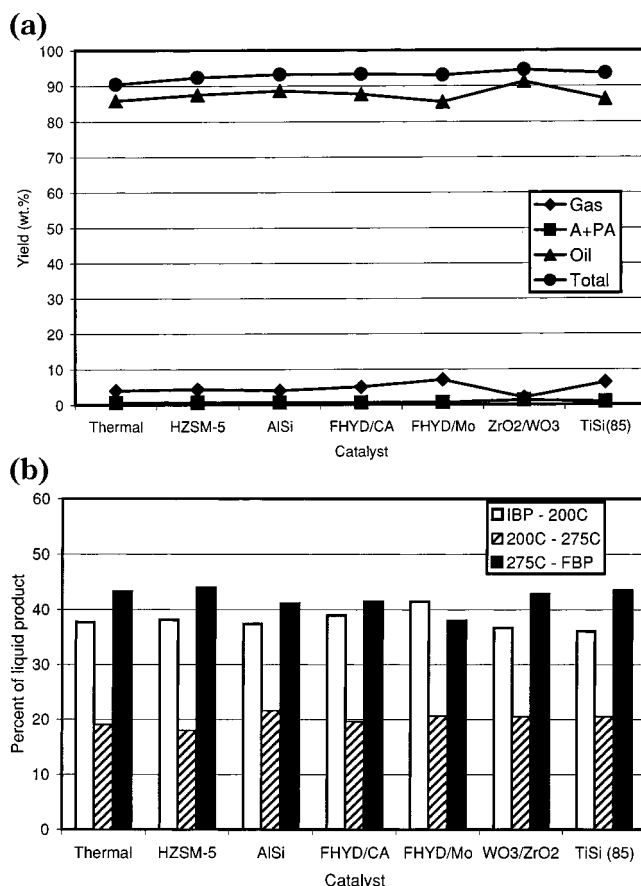 (a)
100
90
80
70
60
50
40
30
20
10
0
Yield (wt.%)
Gas
A+PA
Oil
Total
Thermal HZSM-5 AlSi FHYD/CA FHYD/Mo ZrO2/WO3 TiSi(85)
Catalyst
(b)
60
50
40
30
20
10
0
Percent of liquid product
IBP - 200C
200C - 275C
275C - FBP
Thermal HZSM-5 AlSi FHYD/CA FHYD/Mo WO3/ZrO2 TiSi (85)
Catalyst